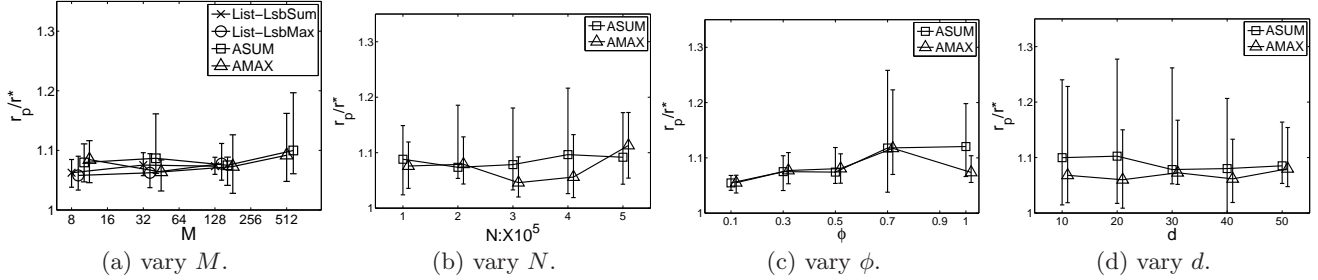 1.3
1.2
1.1
1
r_p/r*
8 16 32 64 128 256 512
M
List-LsbSum
List-LsbMax
ASUM
AMAX
(a) vary M.
1.3
1.2
1.1
1
r_p/r*
1 2 3 4 5
N:X10^5
ASUM
AMAX
(b) vary N.
1.3
1.2
1.1
1
r_p/r*
0.1 0.3 0.5 0.7 0.9 1
ϕ
ASUM
AMAX
(c) vary ϕ.
1.3
1.2
1.1
1
r_p/r*
10 20 30 40 50
d
ASUM
AMAX
(d) vary d.